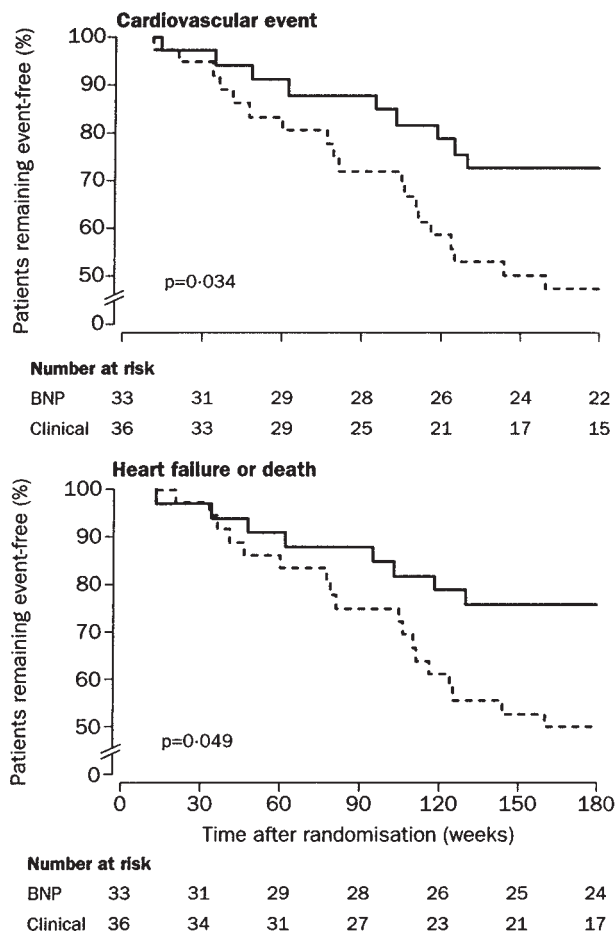 Cardiovascular event
Patients remaining event-free (%)
100
90
80
70
60
50
0
p=0·034
Number at risk
BNP 33 31 29 28 26 24 22
Clinical 36 33 29 25 21 17 15
Heart failure or death
Patients remaining event-free (%)
100
90
80
70
60
50
0
p=0·049
0 30 60 90 120 150 180
Time after randomisation (weeks)
Number at risk
BNP 33 31 29 28 26 25 24
Clinical 36 34 31 27 23 21 17